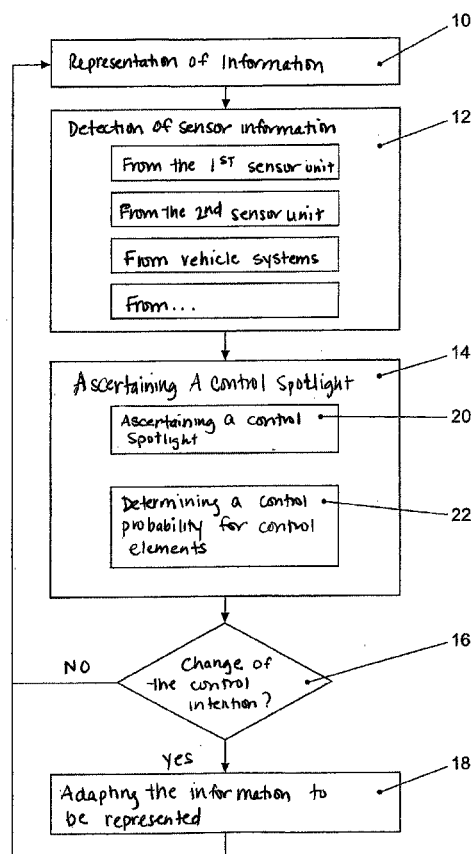 10
Representation of Information
12
Detection of sensor information
From the 1ST sensor unit
From the 2nd sensor unit
From vehicle systems
From...
14
Ascertaining A Control Spotlight
20
Ascertaining a control
Spotlight
22
Determining a control
probability for control
elements
16
Change of
the control
intention?
NO
yes
18
Adapting the information to
be represented